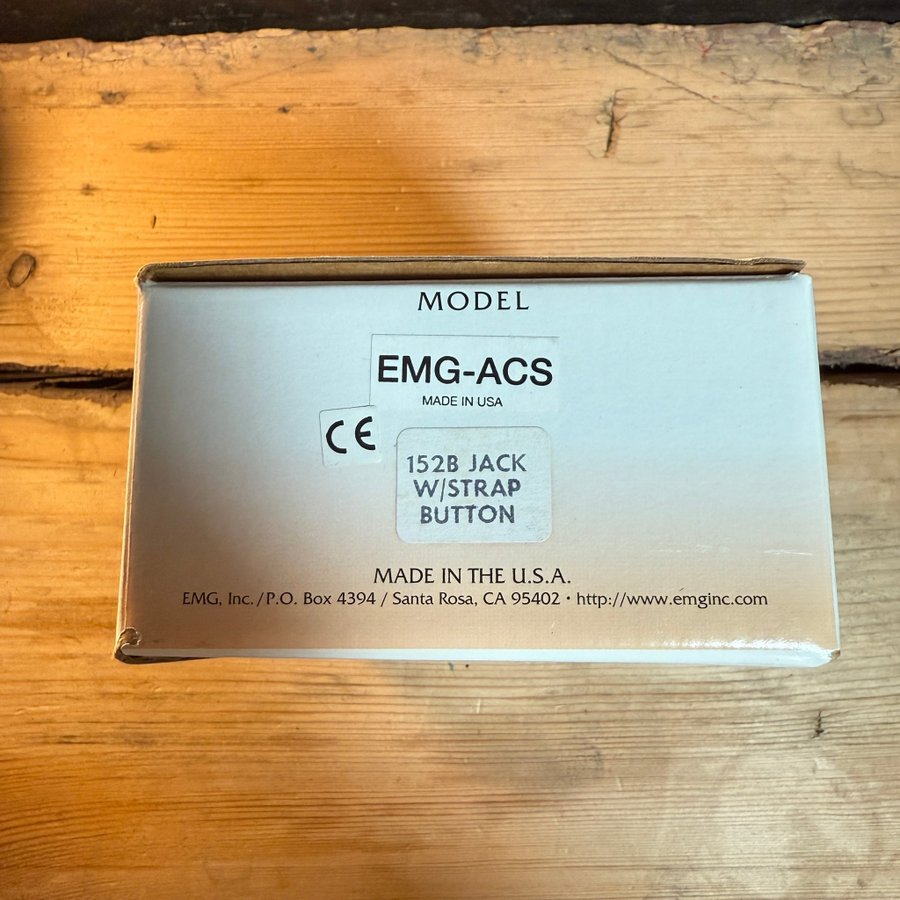 MODEL
EMG-ACS
MADE IN USA
CE
152B JACK
W/STRAP
BUTTON
MADE IN THE U.S.A.
EMG, Inc./P.O. Box 4394 / Santa Rosa, CA 95402 • http://www.emginc.com